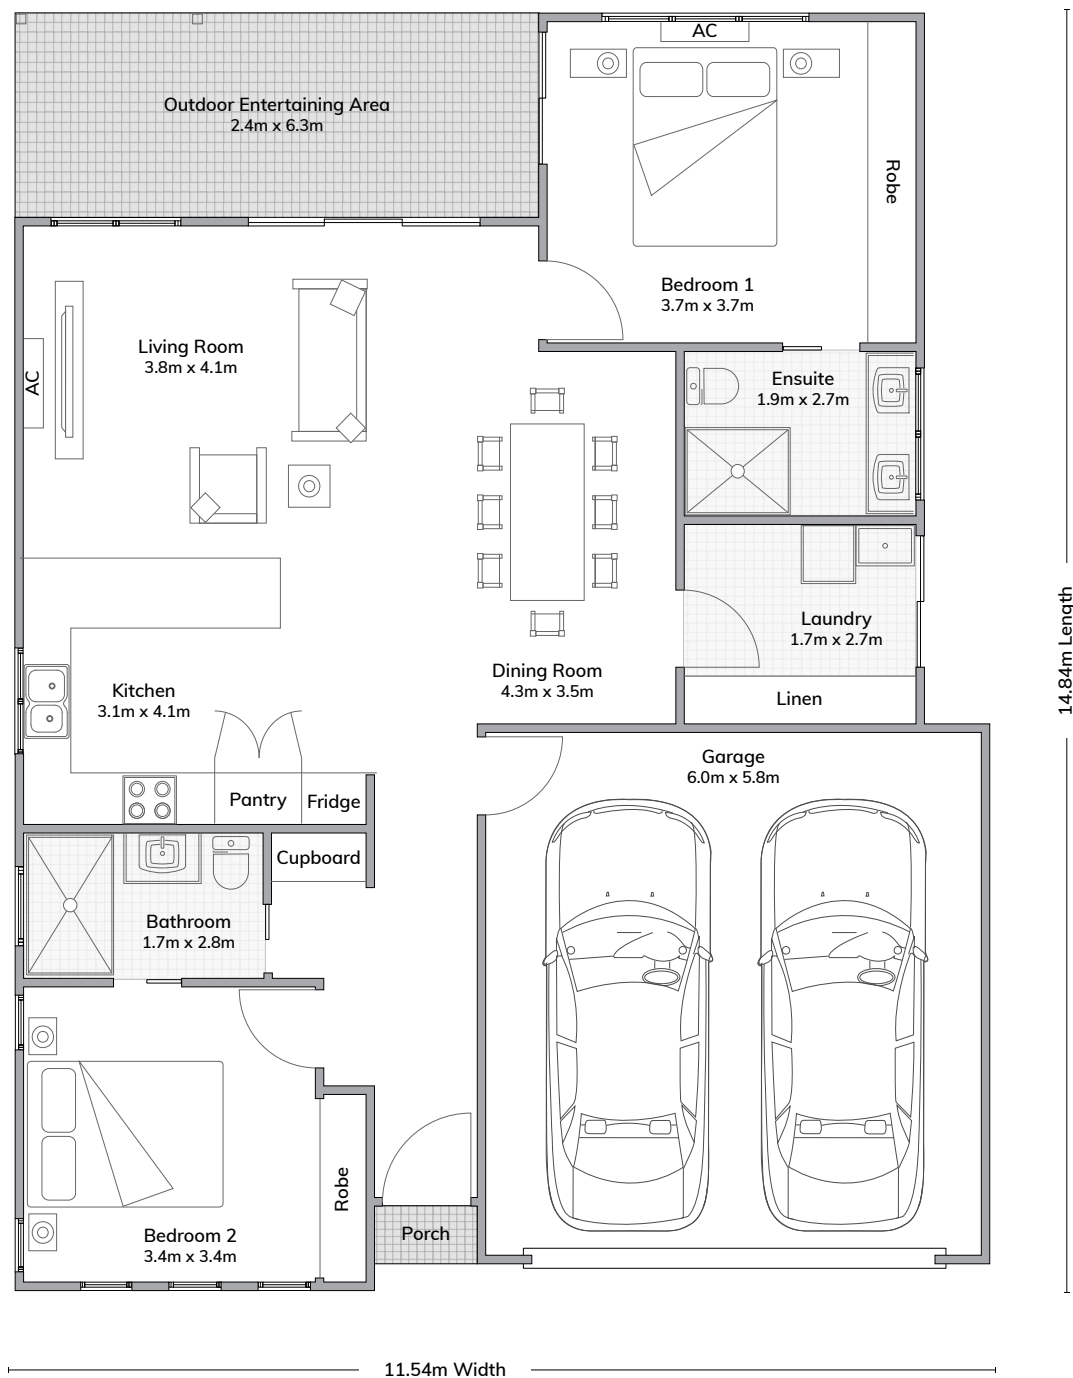 AC
Outdoor Entertaining Area
2.4m x 6.3m
Robe
Bedroom 1
3.7m x 3.7m
Living Room
3.8m x 4.1m
AC
Ensuite
1.9m x 2.7m
Laundry
1.7m x 2.7m
14.84m Length
Dining Room
4.3m x 3.5m
Kitchen
3.1m x 4.1m
Linen
Garage
6.0m x 5.8m
Pantry
Fridge
Cupboard
Bathroom
1.7m x 2.8m
Robe
Porch
Bedroom 2
3.4m x 3.4m
11.54m Width